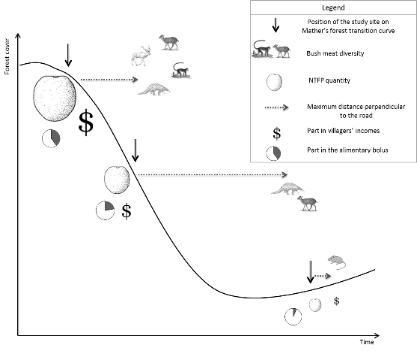 Legend
Position of the study site on
Mather's forest transition curve
Bush meat diversity
NTFP quantity
Maximum distance perpendicular
to the road
$
Part in villagers' incomes
Part in the alimentary bolus
Forest cover
$
$
$
Time